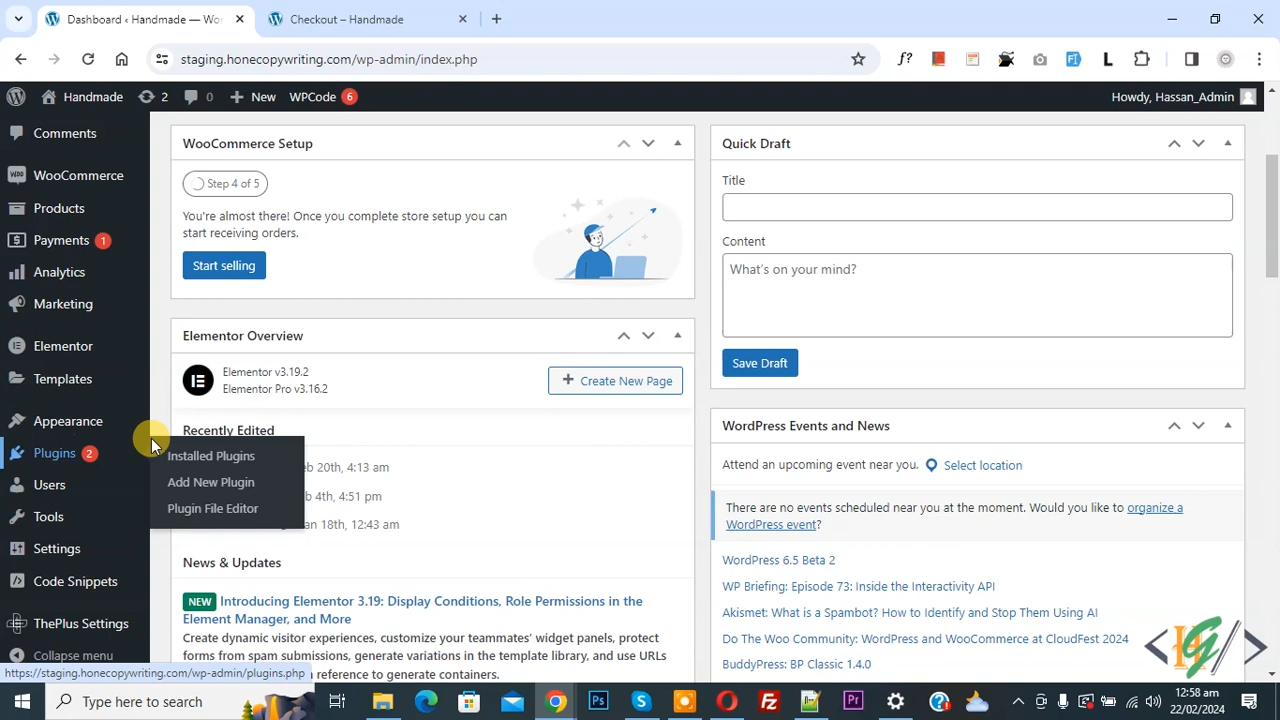 Dashboard ‹ Handmade — Wo
Checkout – Handmade
staging.honecopywriting.com/wp-admin/index.php
f?
L
Handmade
2
0
New
WPCode 6
Howdy, Hassan_Admin
Comments
WooCommerce
Products
Payments 1
Analytics
Marketing
Elementor
Templates
Appearance
Plugins 2
Users
Tools
Settings
Code Snippets
ThePlus Settings
Collapse menu
Installed Plugins
Add New Plugin
Plugin File Editor
WooCommerce Setup
Step 4 of 5
You're almost there! Once you complete store setup you can
start receiving orders.
Start selling
Elementor Overview
Elementor v3.19.2
Elementor Pro v3.16.2
Create New Page
Recently Edited
eb 20th, 4:13 am
eb 4th, 4:51 pm
an 18th, 12:43 am
News & Updates
NEW Introducing Elementor 3.19: Display Conditions, Role Permissions in the
Element Manager, and More
Create dynamic visitor experiences, customize your teammates' widget panels, protect
forms from spam submissions, generate variations in the template library, and use URLs
reference to generate containers.
Quick Draft
Title
Content
What's on your mind?
Save Draft
WordPress Events and News
Attend an upcoming event near you. Select location
There are no events scheduled near you at the moment. Would you like to organize a
WordPress event?
WordPress 6.5 Beta 2
WP Briefing: Episode 73: Inside the Interactivity API
Akismet: What is a Spambot? How to Identify and Stop Them Using AI
Do The Woo Community: WordPress and WooCommerce at CloudFest 2024
BuddyPress: BP Classic 1.4.0
https://staging.honecopywriting.com/wp-admin/plugins.php
Type here to search
12:58 am
22/02/2024